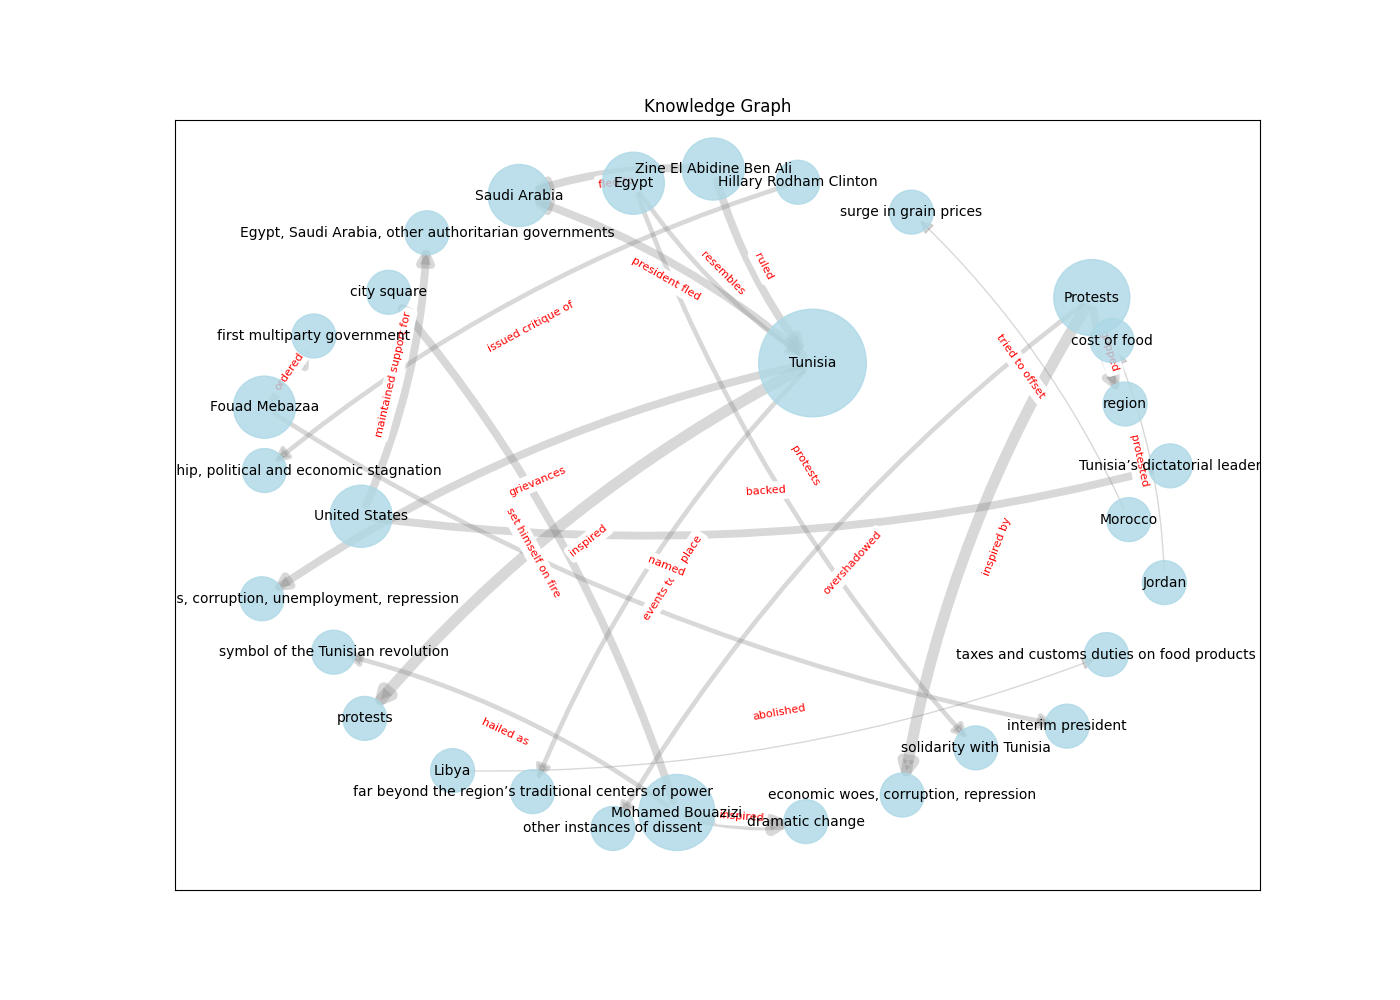 Knowledge Graph
Zine El Abidine Ben Ali
Hillary Rodham Clinton
Egypt
Saudi Arabia
surge in grain prices
Egypt, Saudi Arabia, other authoritarian governments
president fled
resembles
ruled
city square
Protests
issued critique of
first multiparty government
cost of food
Tunisia
tried to offset
ordered
maintained support for
Fouad Mebazaa
region
hip, political and economic stagnation
Tunisia’s dictatorial leader
protested
protests
grievances
backed
United States
Morocco
set himself on fire
inspired
inspired by
named
place
overshadowed
events
Jordan
s, corruption, unemployment, repression
symbol of the Tunisian revolution
taxes and customs duties on food products
abolished
protests
hailed as
interim president
solidarity with Tunisia
Libya
far beyond the region’s traditional centers of power
economic woes, corruption, repression
Mohamed Bouazizi
inspired
dramatic change
other instances of dissent